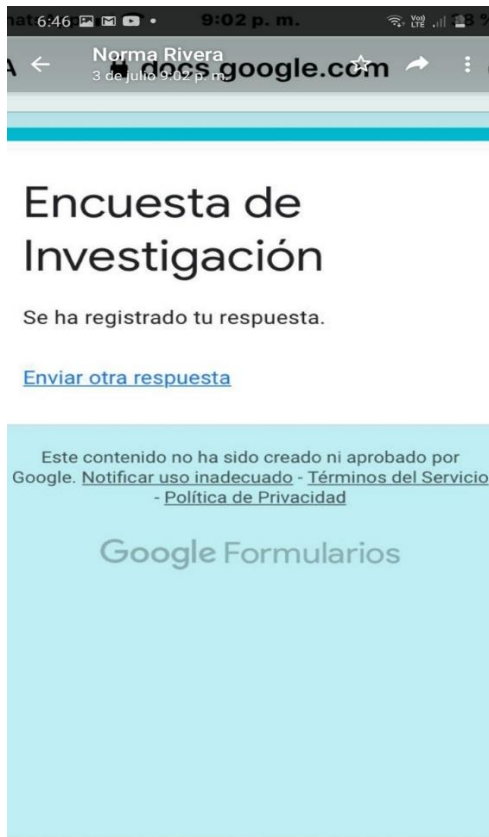 6:46 9:02 p. m.
Norma Rivera
docs.google.com
3 de julio 9:02 p. m.
Encuesta de
Investigación
Se ha registrado tu respuesta.
Enviar otra respuesta
Este contenido no ha sido creado ni aprobado por
Google. Notificar uso inadecuado - Términos del Servicio
- Política de Privacidad
Google Formularios